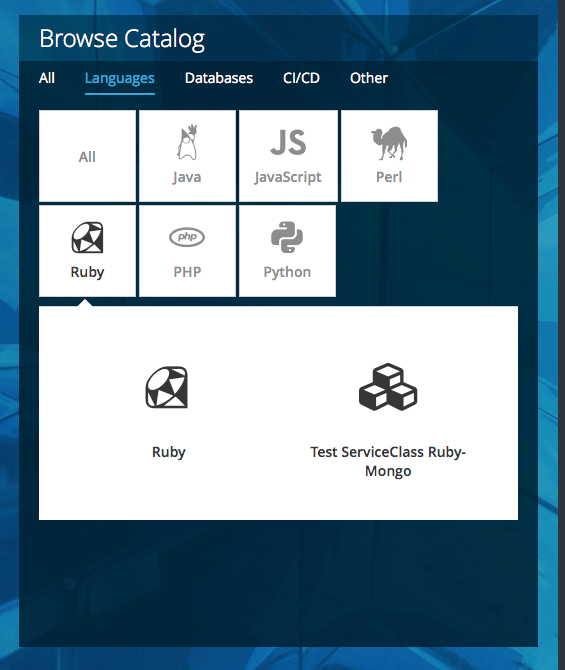 Browse Catalog
All Languages Databases CI/CD Other
All
JS
Java JavaScript Perl
php
Ruby PHP Python
Ruby Test ServiceClass Ruby-
Mongo